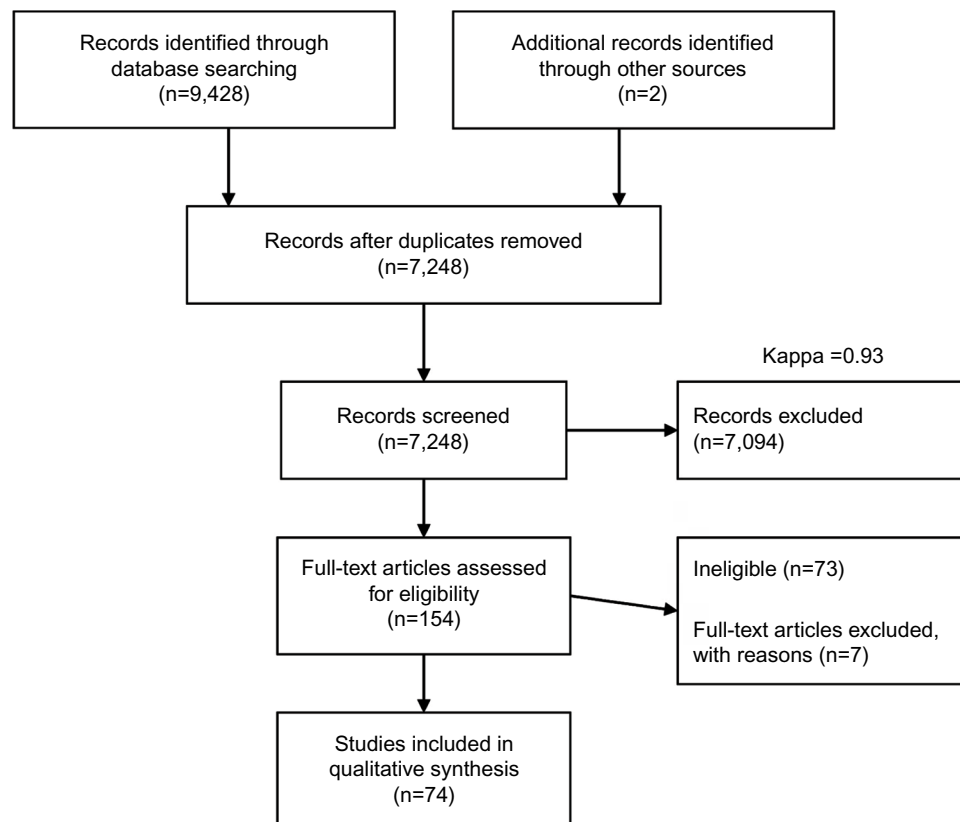 Records identified through
database searching
(n=9,428)
Additional records identified
through other sources
(n=2)
Records after duplicates removed
(n=7,248)
Kappa =0.93
Records screened
(n=7,248)
Records excluded
(n=7,094)
Full-text articles assessed
for eligibility
(n=154)
Ineligible (n=73)
Full-text articles excluded,
with reasons (n=7)
Studies included in
qualitative synthesis
(n=74)